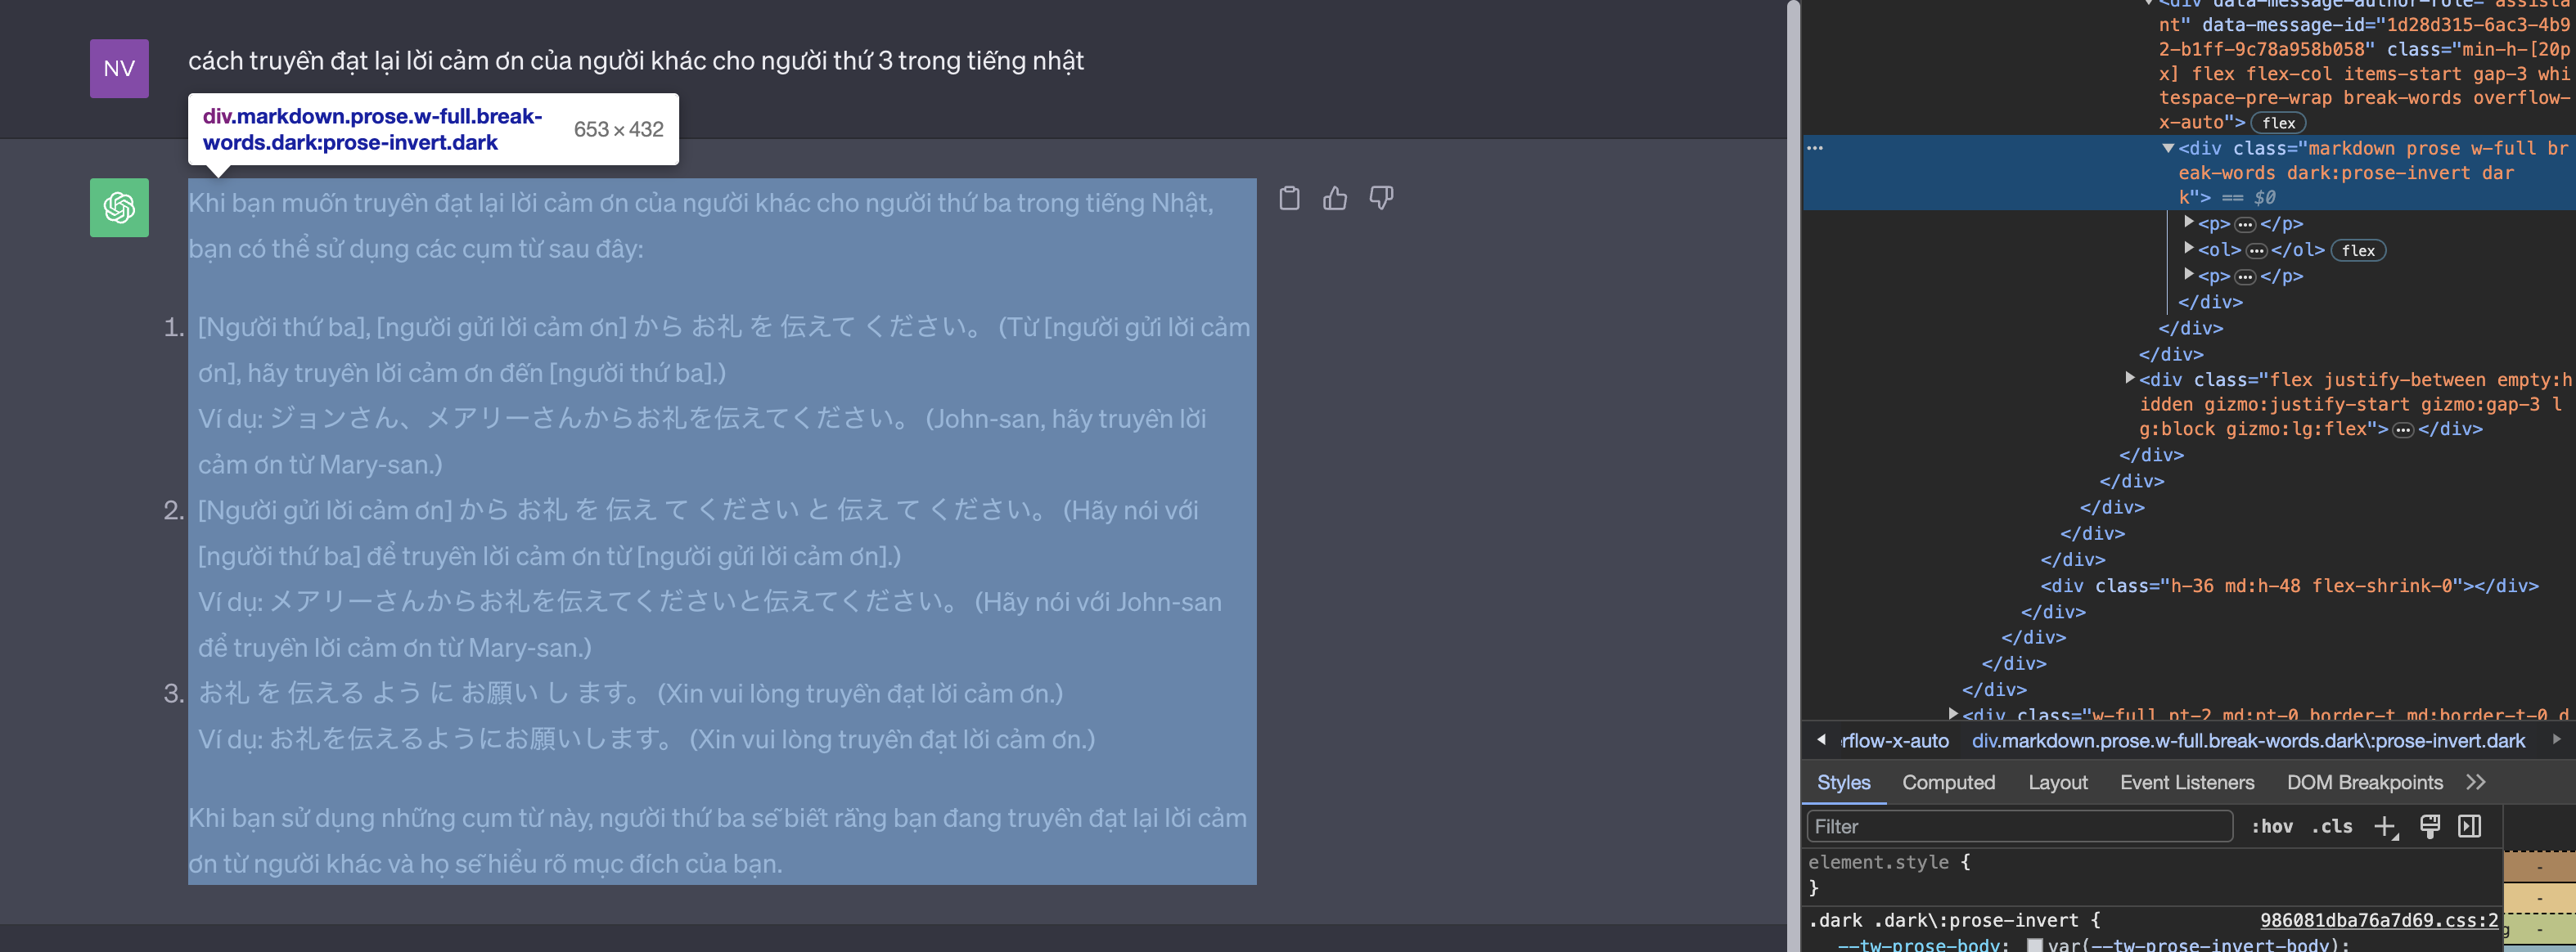 NV
cách truyền đạt lại lời cảm ơn của người khác cho người thứ 3 trong tiếng nhật
div.markdown.prose.w-full.break-
words.dark:prose-invert.dark
653 × 432
Khi bạn muốn truyền đạt lại lời cảm ơn của người khác cho người thứ ba trong tiếng Nhật,
bạn có thể sử dụng các cụm từ sau đây:
1. [Người thứ ba], [người gửi lời cảm ơn] から お礼 を 伝えて ください。 (Từ [người gửi lời cảm
ơn], hãy truyền lời cảm ơn đến [người thứ ba].)
Ví dụ: ジョンさん、メアリーさんからお礼を伝えてください。 (John-san, hãy truyền lời
cảm ơn từ Mary-san.)
2. [Người gửi lời cảm ơn] から お礼 を 伝え て ください と 伝え て ください。 (Hãy nói với
[người thứ ba] để truyền lời cảm ơn từ [người gửi lời cảm ơn].)
Ví dụ: メアリーさんからお礼を伝えてくださいと伝えてください。 (Hãy nói với John-san
để truyền lời cảm ơn từ Mary-san.)
3. お礼 を 伝える よう に お願い し ます。 (Xin vui lòng truyền đạt lời cảm ơn.)
Ví dụ: お礼を伝えるようにお願いします。 (Xin vui lòng truyền đạt lời cảm ơn.)
Khi bạn sử dụng những cụm từ này, người thứ ba sẽ biết rằng bạn đang truyền đạt lại lời cảm
ơn từ người khác và họ sẽ hiểu rõ mục đích của bạn.
<div data-message-author-role="assista
nt" data-message-id="1d28d315-6ac3-4b9
2-b1ff-9c78a958b058" class="min-h-[20p
x] flex flex-col items-start gap-3 whi
tespace-pre-wrap break-words overflow-
x-auto"> flex
<div class="markdown prose w-full br
eak-words dark:prose-invert dar
k"> == $0
<p>…</p>
<ol>…</ol> flex
<p>…</p>
</div>
</div>
</div>
<div class="flex justify-between empty:h
idden gizmo:justify-start gizmo:gap-3 l
g:block gizmo:lg:flex">…</div>
</div>
</div>
</div>
</div>
</div>
<div class="h-36 md:h-48 flex-shrink-0"></div>
</div>
</div>
</div>
</div>
<div class="w-full pt-2 md:pt-0 border-t md:border-t-0 d
rflow-x-auto div.markdown.prose.w-full.break-words.dark\:prose-invert.dark
Styles Computed Layout Event Listeners DOM Breakpoints
Filter :hov .cls
element.style {
}
.dark .dark\:prose-invert { 986081dba76a7d69.css:2
--tw-prose-body: var(--tw-prose-invert-body);